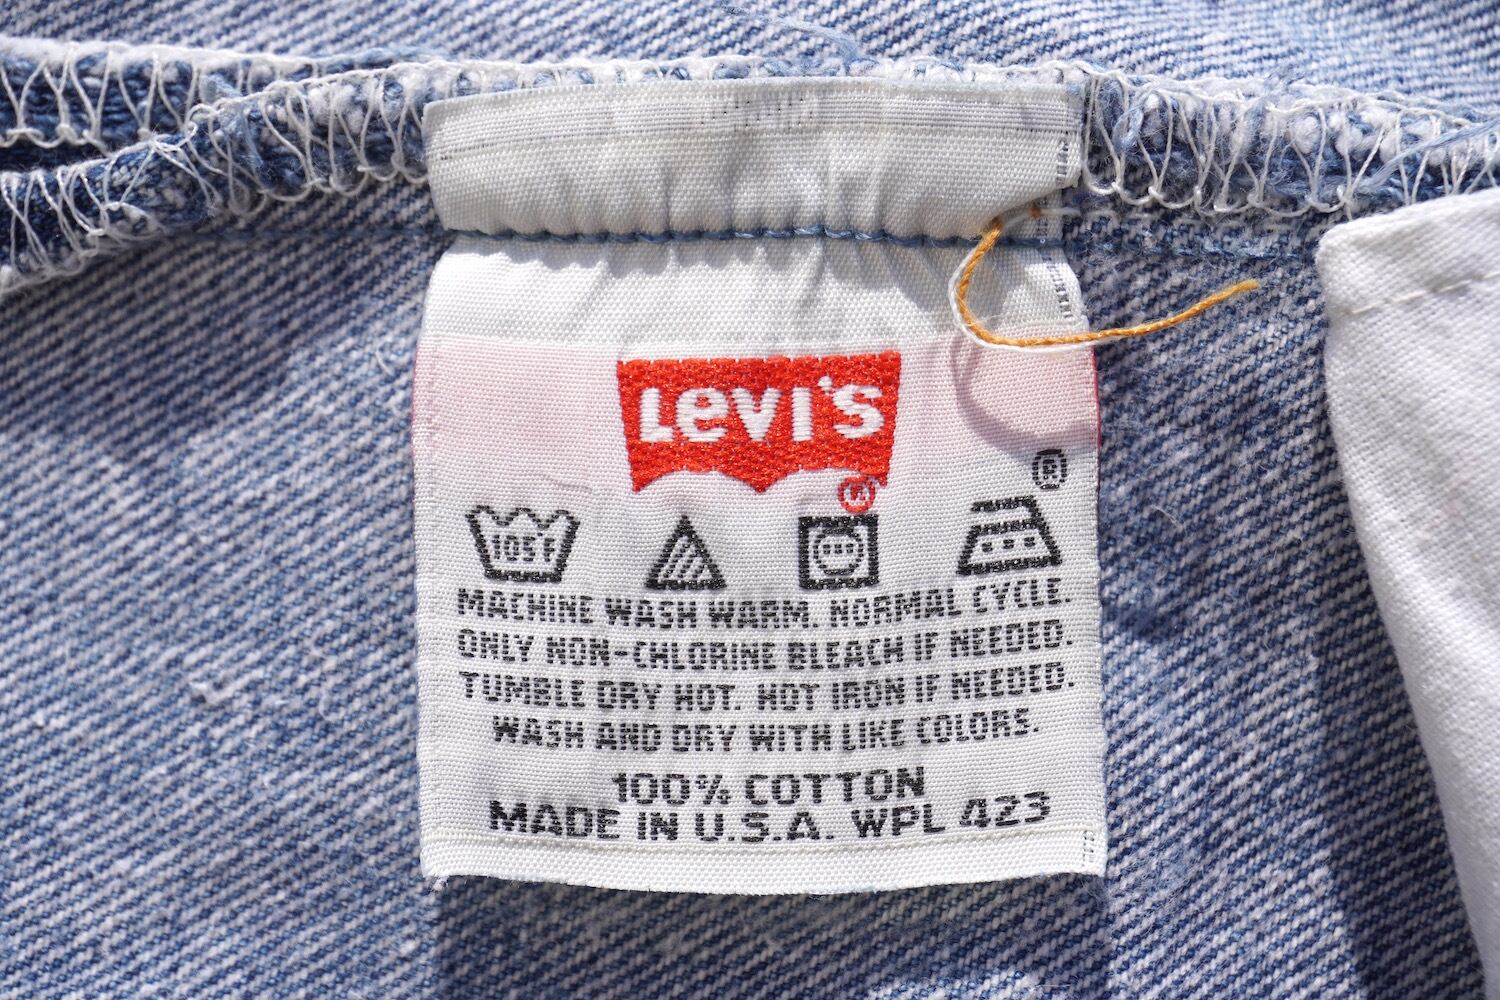 Levi's
®
®
105°F
MACHINE WASH WARM. NORMAL CYCLE.
ONLY NON-CHLORINE BLEACH IF NEEDED.
TUMBLE DRY HOT. HOT IRON IF NEEDED.
WASH AND DRY WITH LIKE COLORS.
100% COTTON
MADE IN U.S.A. WPL 423